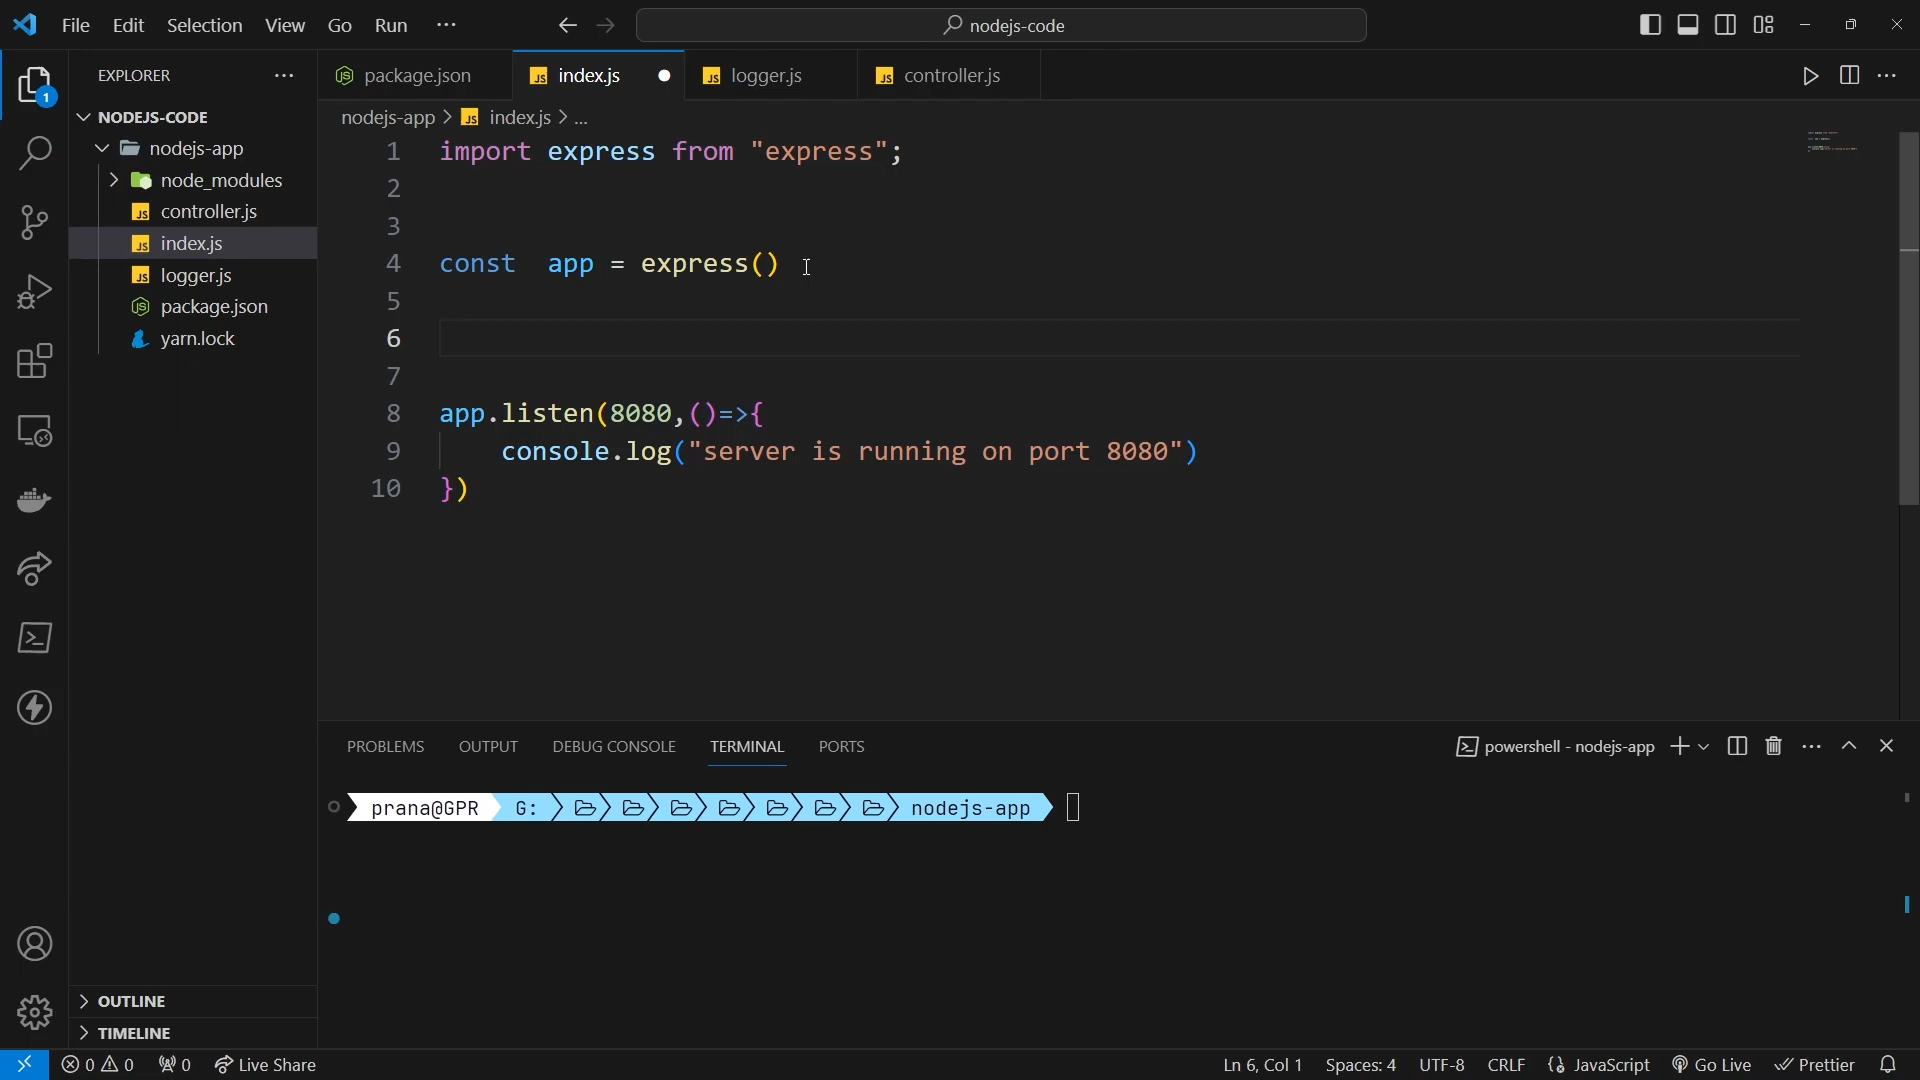 File Edit Selection View Go Run ···
nodejs-code
EXPLORER ···
NODEJS-CODE
nodejs-app
node_modules
controller.js
index.js
logger.js
package.json
yarn.lock
OUTLINE
TIMELINE
package.json index.js logger.js controller.js
nodejs-app > JS index.js > ...
1 import express from "express";
2
3
4 const  app = express()
5
6
7
8 app.listen(8080,()=>{
9     console.log("server is running on port 8080")
10 })
PROBLEMS OUTPUT DEBUG CONSOLE TERMINAL PORTS
powershell - nodejs-app
prana@GPR G: nodejs-app
1
0 0 0 Live Share
Ln 6, Col 1 Spaces: 4 UTF-8 CRLF JavaScript Go Live Prettier